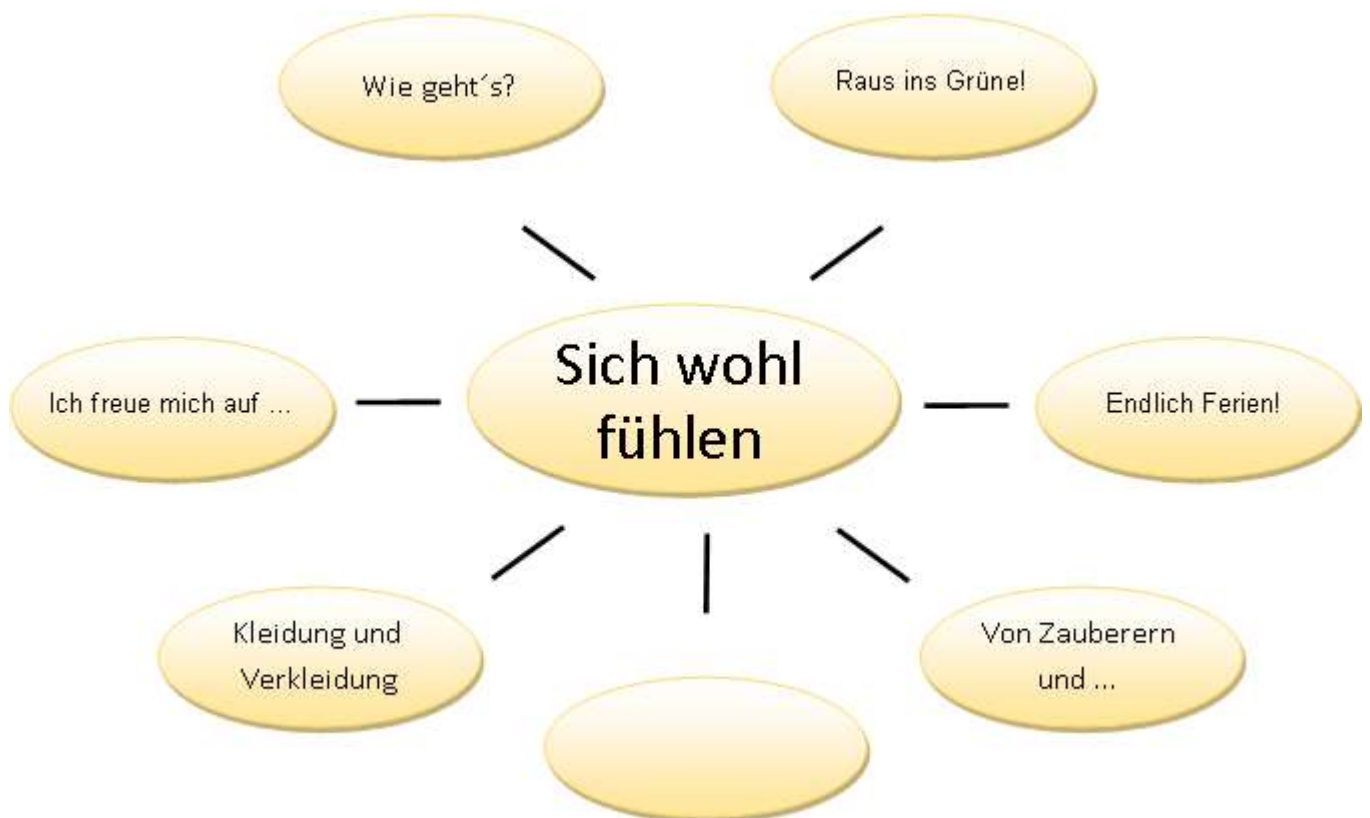 Wie geht´s?
Raus ins Grüne!
Ich freue mich auf ...
Sich wohl
fühlen
Endlich Ferien!
Kleidung und
Verkleidung
Von Zauberern
und ...